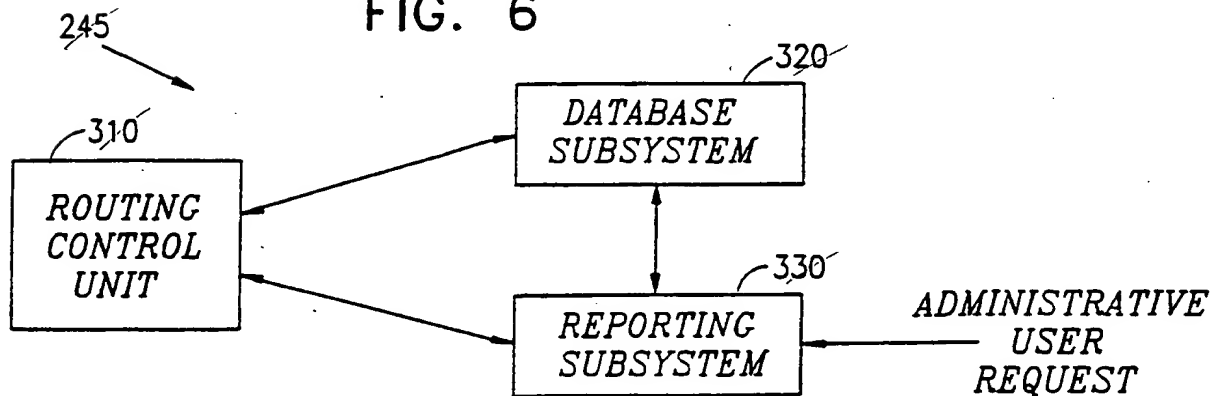 FIG. 6
245
320
DATABASE
SUBSYSTEM
310
ROUTING
CONTROL
UNIT
330
REPORTING
SUBSYSTEM
ADMINISTRATIVE
USER
REQUEST